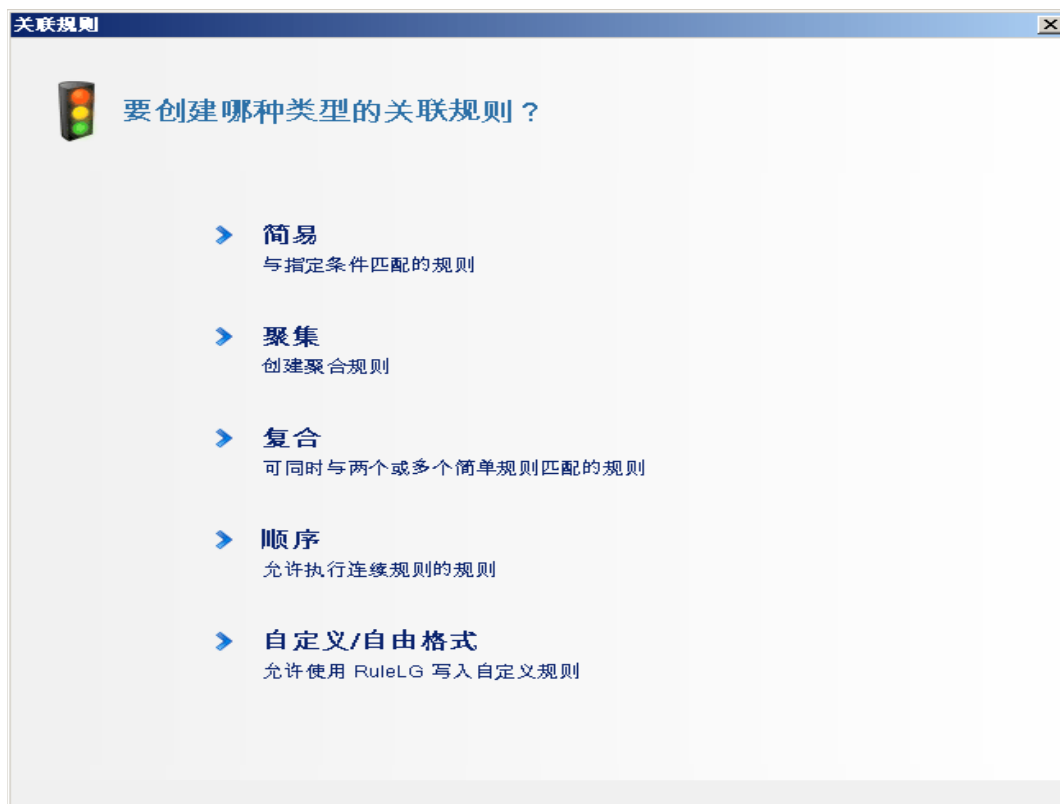 关联规则
要创建哪种类型的关联规则？
简易
与指定条件匹配的规则
聚集
创建聚合规则
复合
可同时与两个或多个简单规则匹配的规则
顺序
允许执行连续规则的规则
自定义/自由格式
允许使用 RuleLG 写入自定义规则